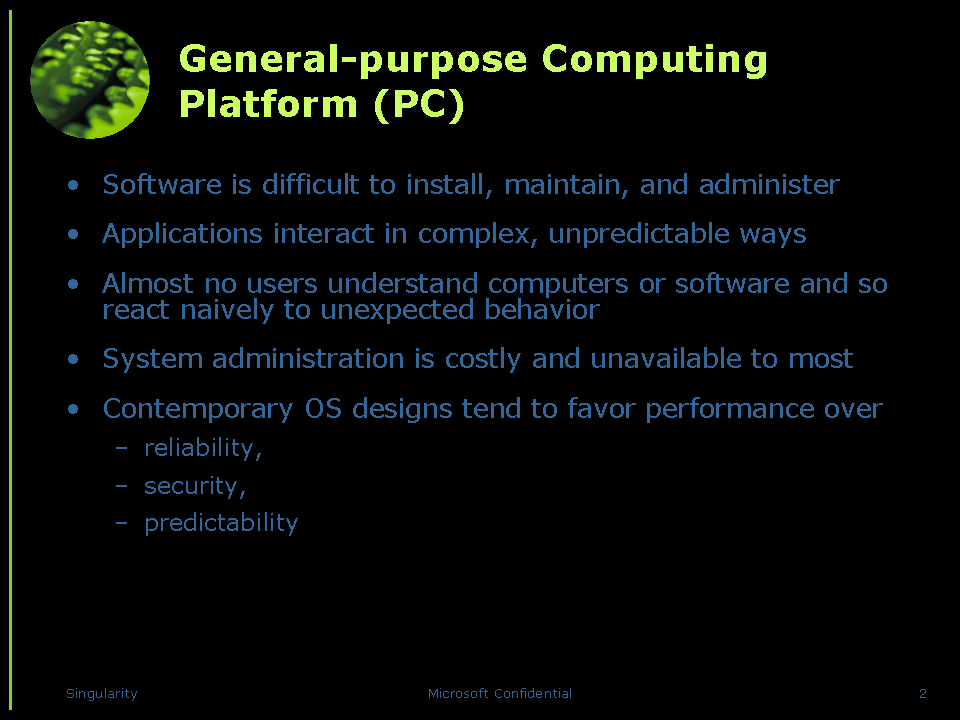 General-purpose Computing
Platform (PC)
• Software is difficult to install, maintain, and administer
• Applications interact in complex, unpredictable ways
• Almost no users understand computers or software and so
react naively to unexpected behavior
• System administration is costly and unavailable to most
• Contemporary OS designs tend to favor performance over
– reliability,
– security,
– predictability
Singularity Microsoft Confidential 2